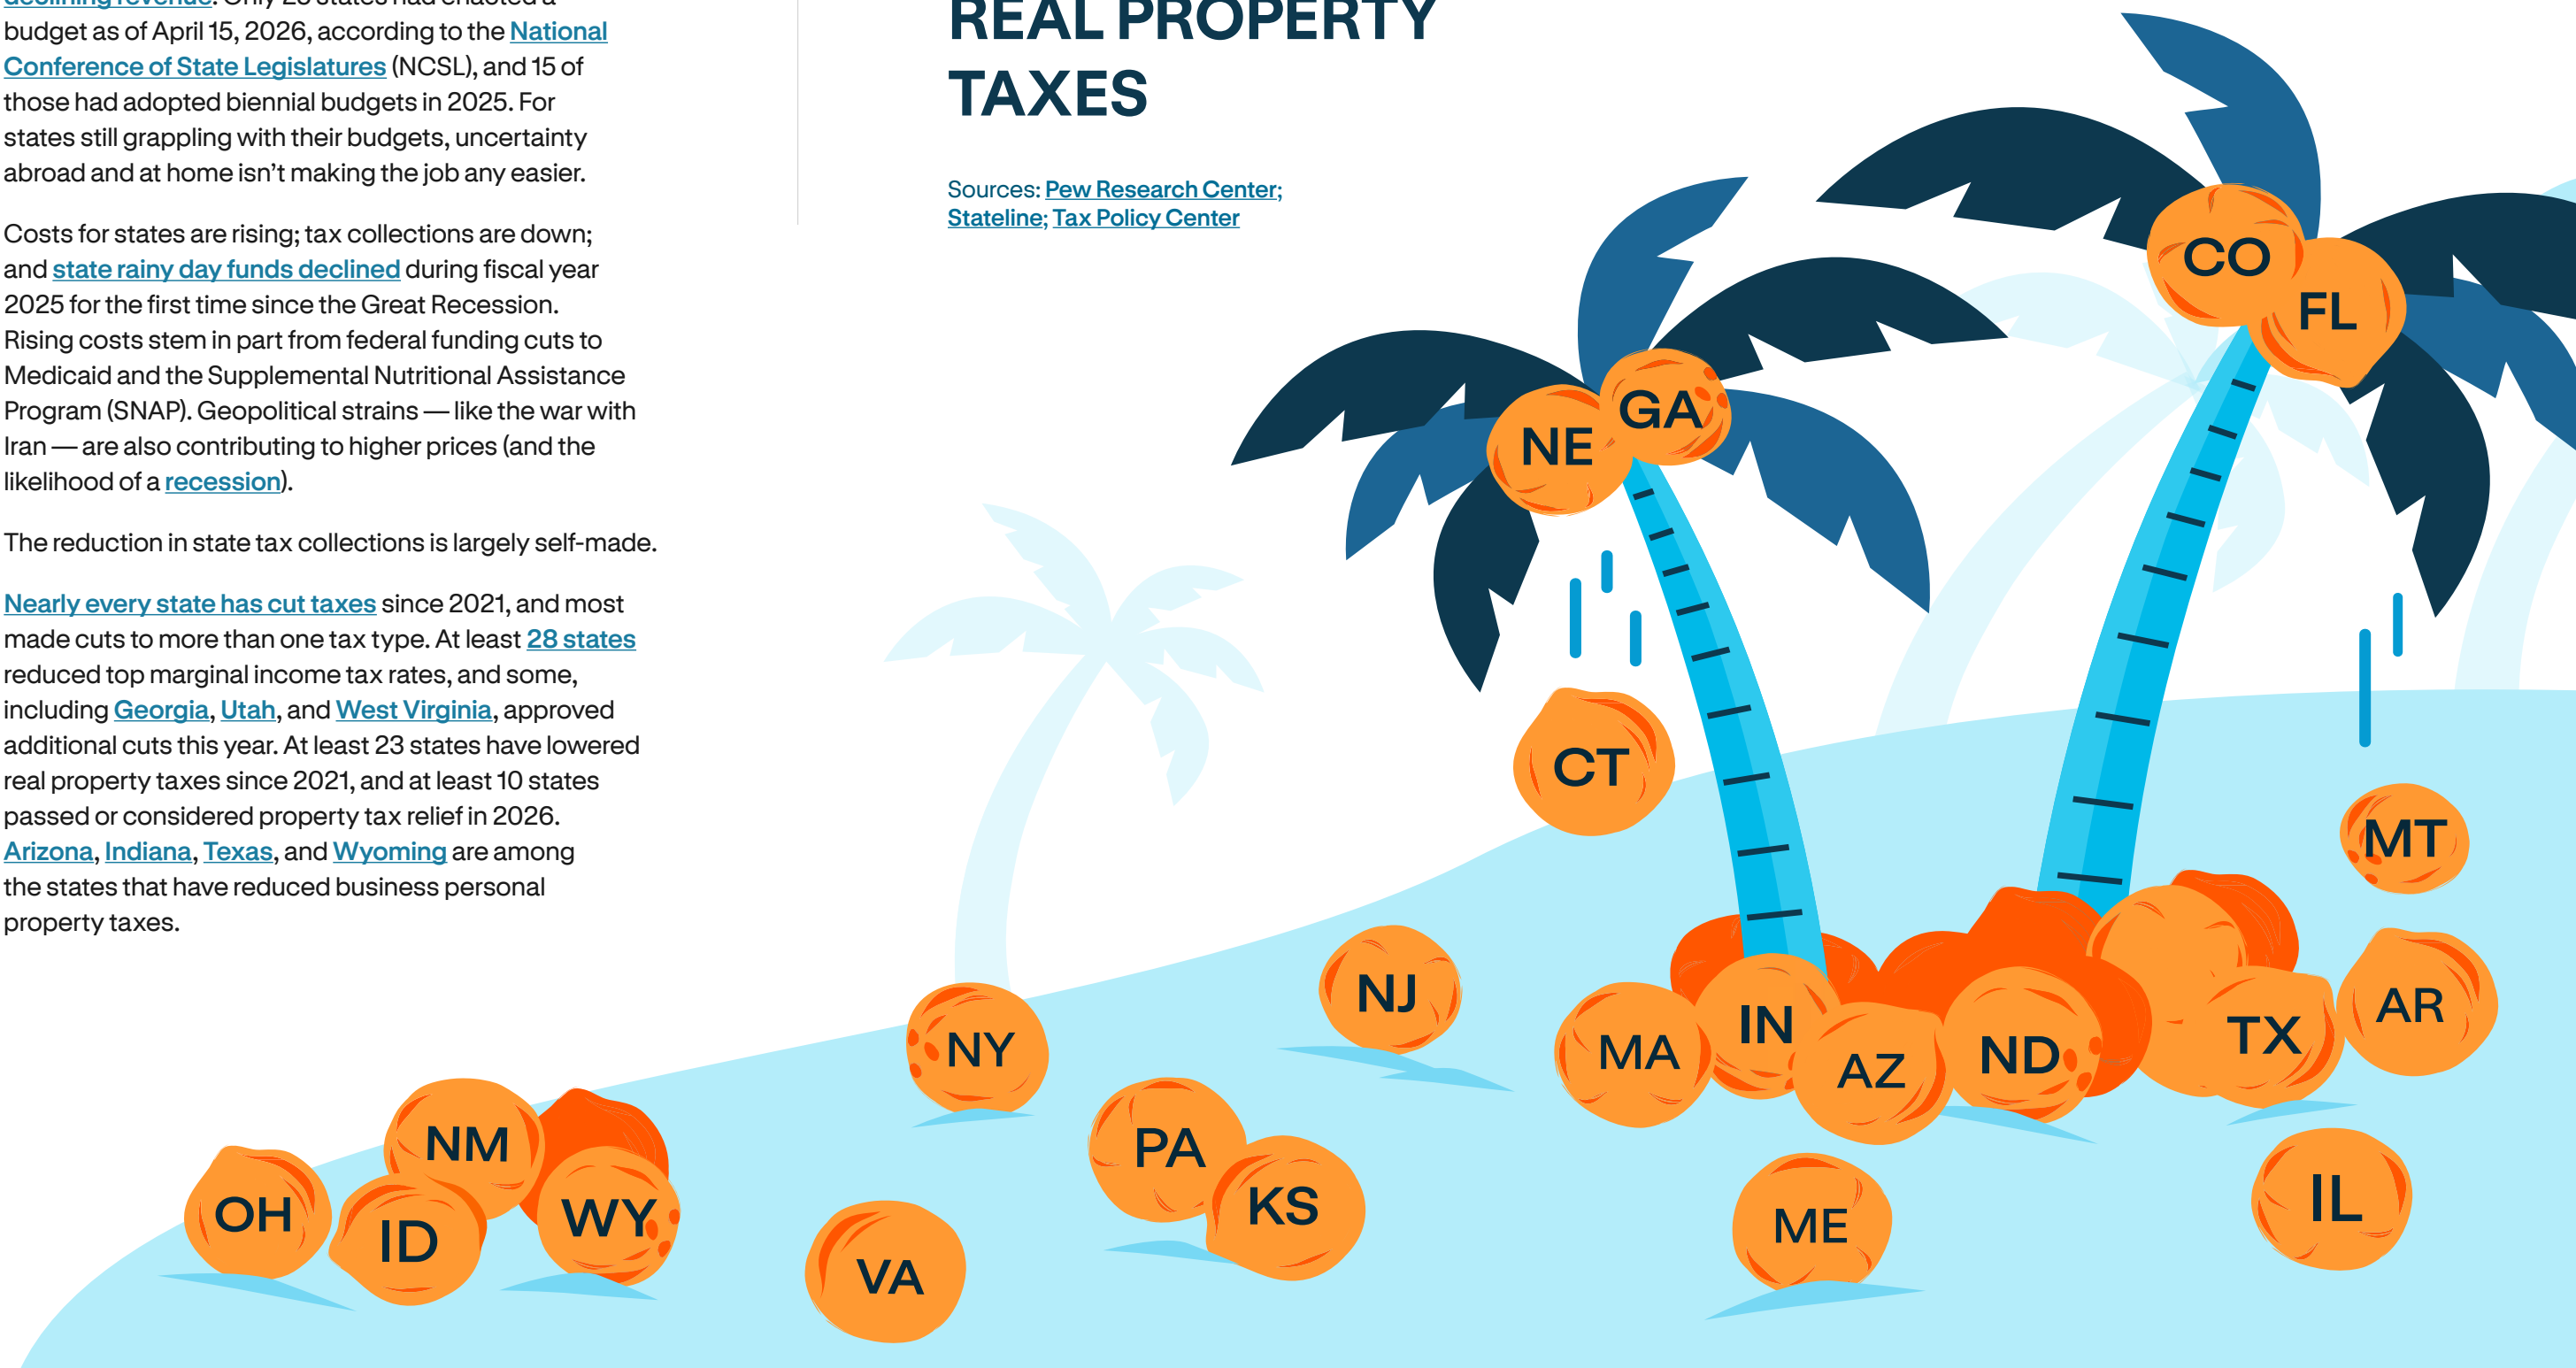 declining revenue. Only 28 states had enacted a
budget as of April 15, 2026, according to the National
Conference of State Legislatures (NCSL), and 15 of
those had adopted biennial budgets in 2025. For
states still grappling with their budgets, uncertainty
abroad and at home isn’t making the job any easier.
Costs for states are rising; tax collections are down;
and state rainy day funds declined during fiscal year
2025 for the first time since the Great Recession.
Rising costs stem in part from federal funding cuts to
Medicaid and the Supplemental Nutritional Assistance
Program (SNAP). Geopolitical strains — like the war with
Iran — are also contributing to higher prices (and the
likelihood of a recession).
The reduction in state tax collections is largely self-made.
Nearly every state has cut taxes since 2021, and most
made cuts to more than one tax type. At least 28 states
reduced top marginal income tax rates, and some,
including Georgia, Utah, and West Virginia, approved
additional cuts this year. At least 23 states have lowered
real property taxes since 2021, and at least 10 states
passed or considered property tax relief in 2026.
Arizona, Indiana, Texas, and Wyoming are among
the states that have reduced business personal
property taxes.
REAL PROPERTY
TAXES
Sources: Pew Research Center;
Stateline; Tax Policy Center
CO
FL
GA
NE
CT
MT
NJ
NY
MA
IN
AZ
ND
TX
AR
NM
OH
ID
WY
PA
KS
VA
ME
IL